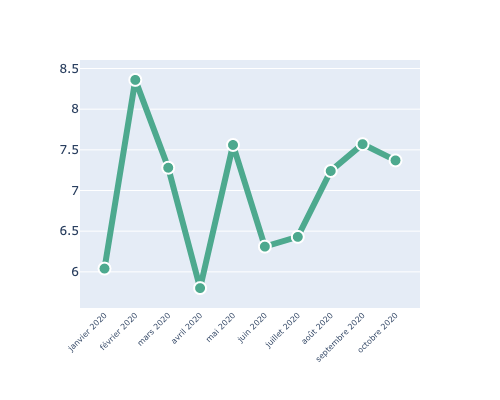 8.5
8
7.5
7
6.5
6
janvier 2020
février 2020
mars 2020
avril 2020
mai 2020
juin 2020
juillet 2020
août 2020
septembre 2020
octobre 2020